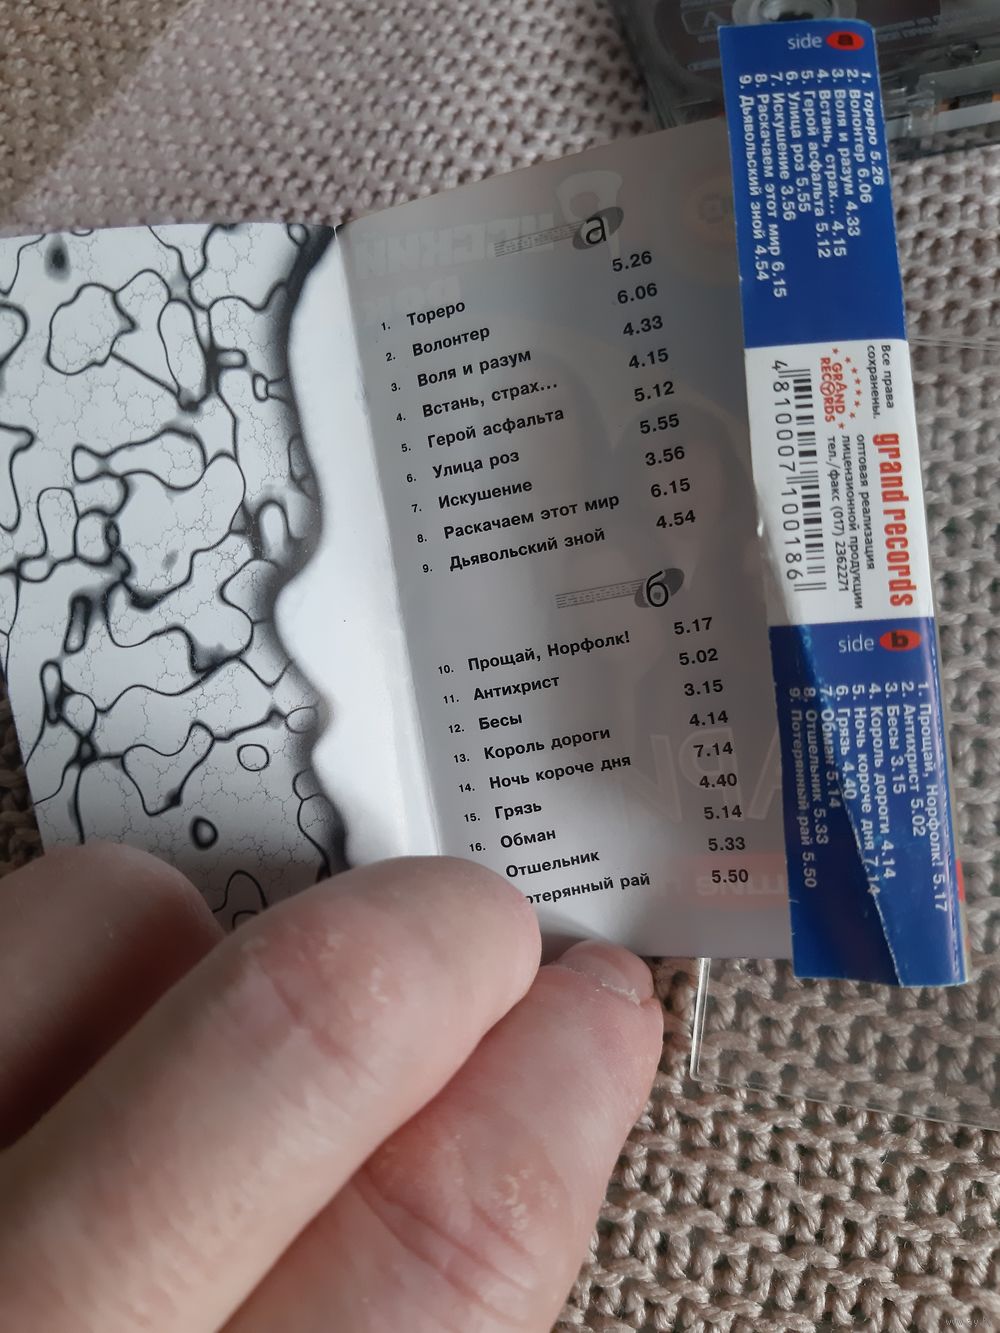 а
1. Тореро 5.26
2. Волонтер 6.06
3. Воля и разум 4.33
4. Встань, страх... 4.15
5. Герой асфальта 5.12
6. Улица роз 5.55
7. Искушение 3.56
8. Раскачаем этот мир 6.15
9. Дьявольский зной 4.54
б
10. Прощай, Норфолк! 5.17
11. Антихрист 5.02
12. Бесы 3.15
13. Король дороги 4.14
14. Ночь короче дня 7.14
15. Грязь 4.40
16. Обман 5.14
Отшельник 5.33
отерянный рай 5.50
side a
1. Тореро 5.26
2. Волонтер 6.06
3. Воля и разум 4.33
4. Встань, страх... 4.15
5. Герой асфальта 5.12
6. Улица роз 5.55
7. Искушение 3.56
8. Раскачаем этот мир 6.15
9. Дьявольский зной 4.54
Все права
сохранены.
GRAND
RECORDS
grand records
оптовая реализация
лицензионной продукции
тел./факс (017) 2362271
4810007100186
side b
1. Прощай, Норфолк! 5.17
2. Антихрист 5.02
3. Бесы 3.15
4. Король дороги 4.14
5. Ночь короче дня 7.14
6. Грязь 4.40
7. Обман 5.14
8. Отшельник 5.33
9. Потерянный рай 5.50